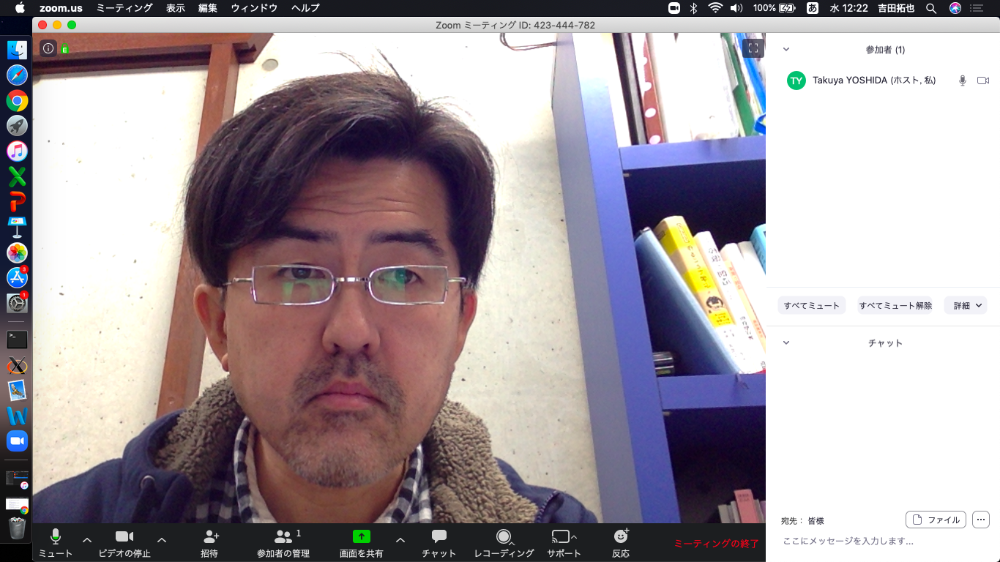 zoom.us ミーティング 表示 編集 ウィンドウ ヘルプ 100% あ 水 12:22 吉田拓也
Zoom ミーティング ID: 423-444-782
E
参加者 (1)
TY Takuya YOSHIDA (ホスト, 私)
3
1
すべてミュート すべてミュート解除 詳細
チャット
宛先： 皆様 ファイル
ここにメッセージを入力します...
1
ミュート ビデオの停止 招待 参加者の管理 画面を共有 チャット レコーディング サポート 反応 ミーティングの終了